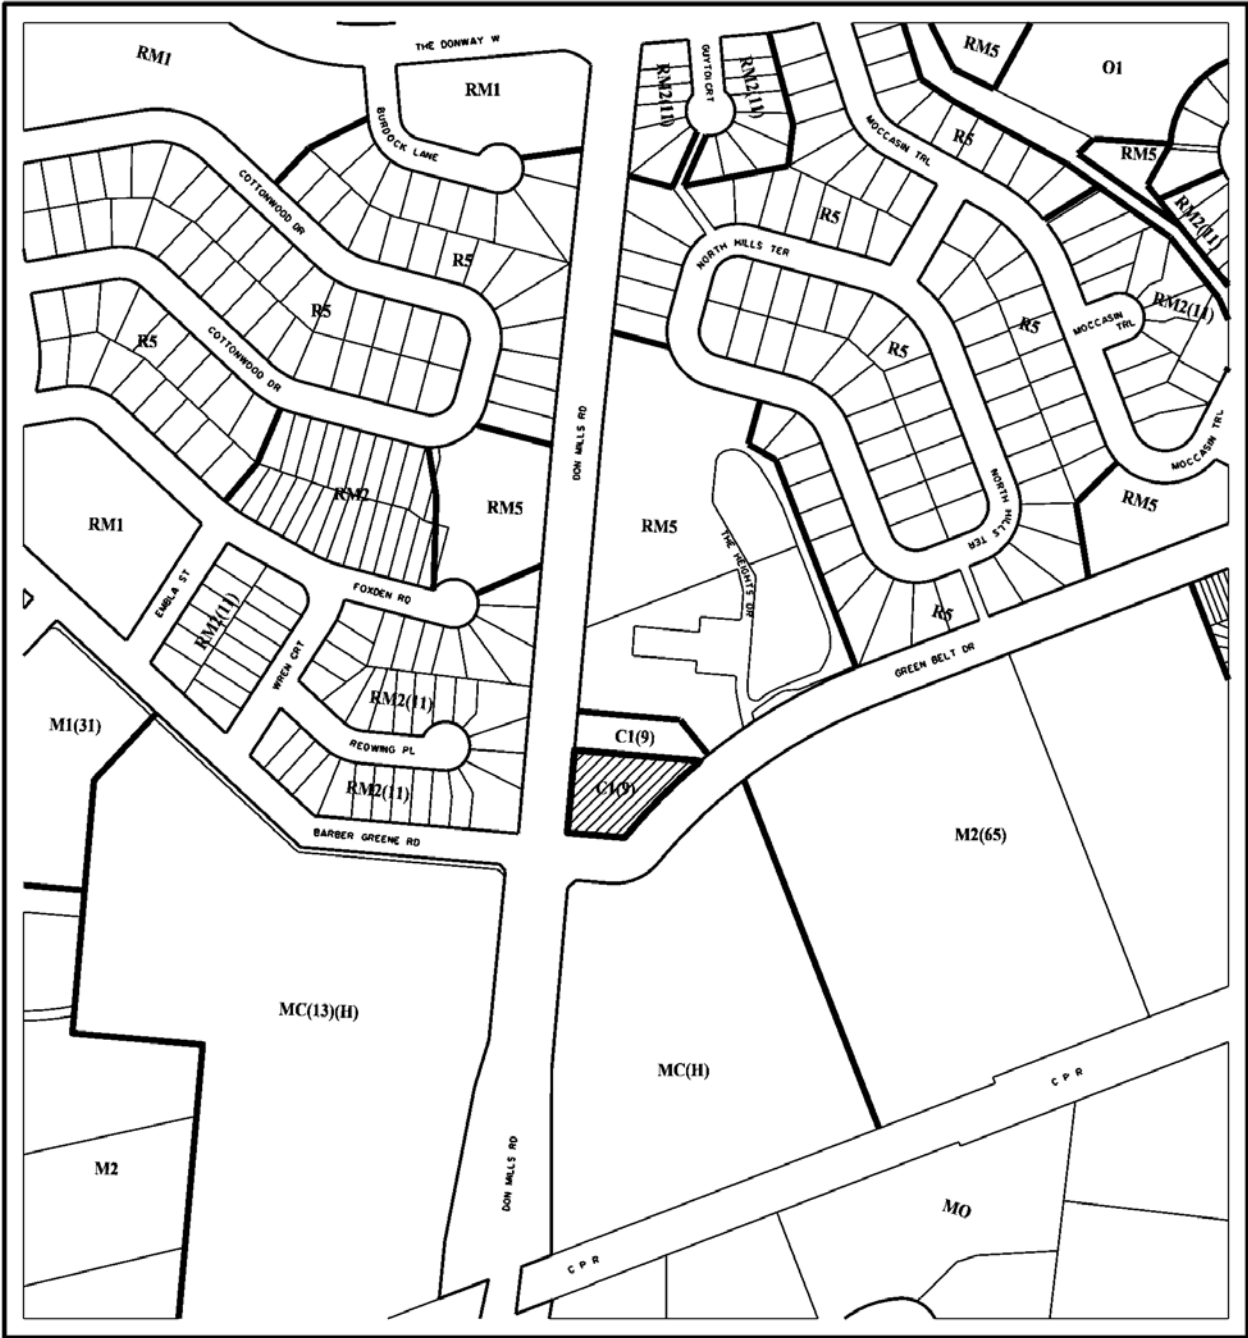 THE DONWAY W
RM1
RM1
RM5
O1
GUYTOI CRT
RM2(11)
RM2(11)
BURDOCK LANE
MOCCASIN TRL
R5
RM5
RM2(11)
COTTONWOOD DR
R5
R5
NORTH HILLS TER
R5
R5
COTTONWOOD DR
R5
R5
R5
MOCCASIN
TRL
RM2(11)
DON MILLS RD
MOCCASIN TRL
RM2
RM5
RM5
RM5
NORTH HILLS TER
RM1
THE HEIGHTS DR
EMBLA ST
FOXDEN RD
RM2(11)
R5
WREN CRT
GREEN BELT DR
RM2(11)
M1(31)
C1(9)
REDWING PL
C1(9)
RM2(11)
BARBER GREENE RD
M2(65)
MC(13)(H)
MC(H)
C P R
DON MILLS RD
M2
MO
C P R